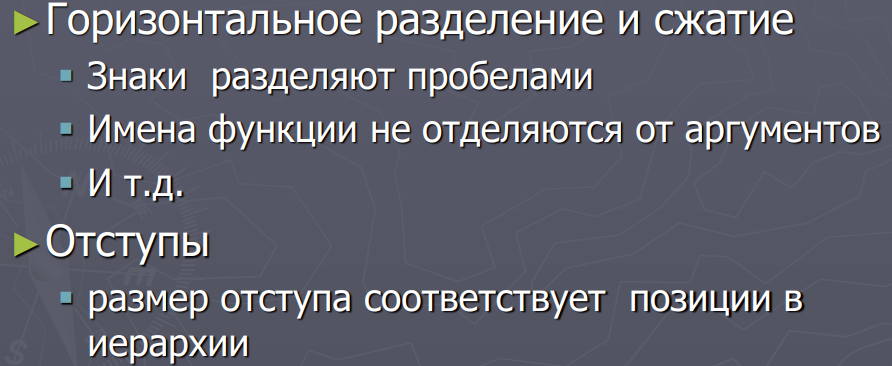 Горизонтальное разделение и сжатие
Знаки разделяют пробелами
Имена функции не отделяются от аргументов
И т.д.
Отступы
размер отступа соответствует позиции в
иерархии